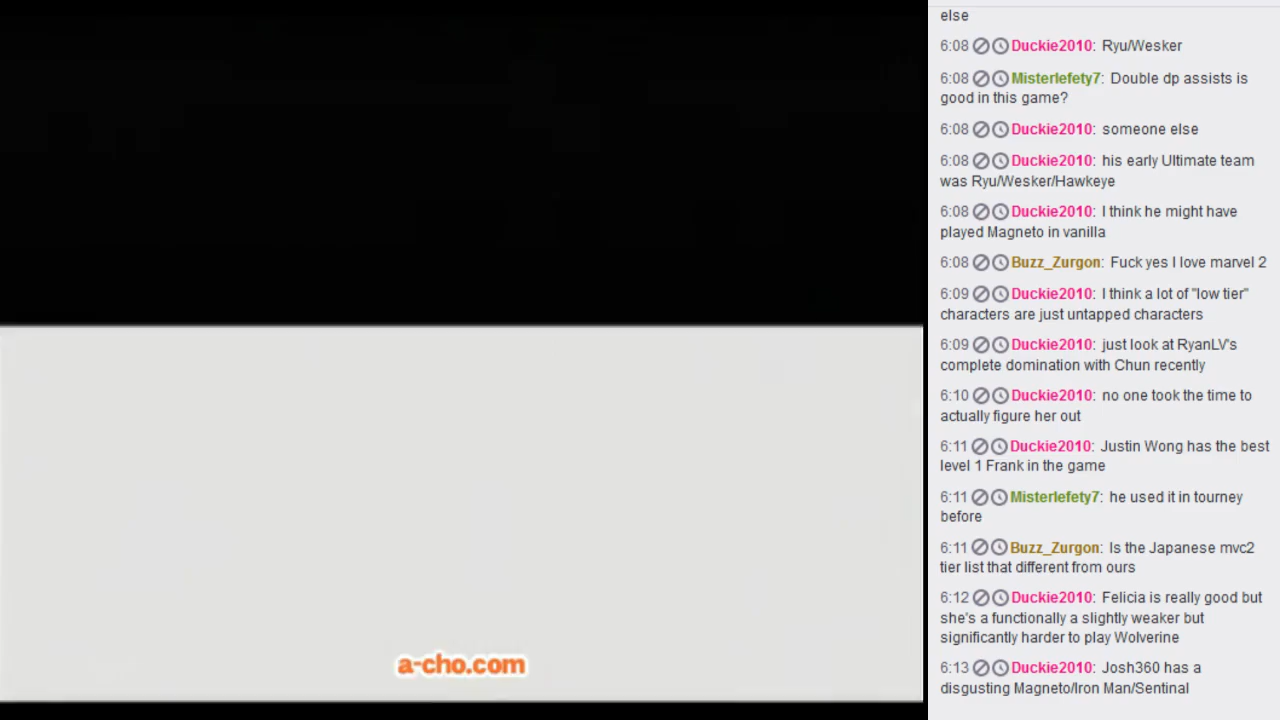 a-cho.com
else
6:08 Duckie2010: Ryu/Wesker
6:08 Misterlefety7: Double dp assists is
good in this game?
6:08 Duckie2010: someone else
6:08 Duckie2010: his early Ultimate team
was Ryu/Wesker/Hawkeye
6:08 Duckie2010: I think he might have
played Magneto in vanilla
6:08 Buzz_Zurgon: Fuck yes I love marvel 2
6:09 Duckie2010: I think a lot of "low tier"
characters are just untapped characters
6:09 Duckie2010: just look at RyanLV's
complete domination with Chun recently
6:10 Duckie2010: no one took the time to
actually figure her out
6:11 Duckie2010: Justin Wong has the best
level 1 Frank in the game
6:11 Misterlefety7: he used it in tourney
before
6:11 Buzz_Zurgon: Is the Japanese mvc2
tier list that different from ours
6:12 Duckie2010: Felicia is really good but
she's a functionally a slightly weaker but
significantly harder to play Wolverine
6:13 Duckie2010: Josh360 has a
disgusting Magneto/Iron Man/Sentinal